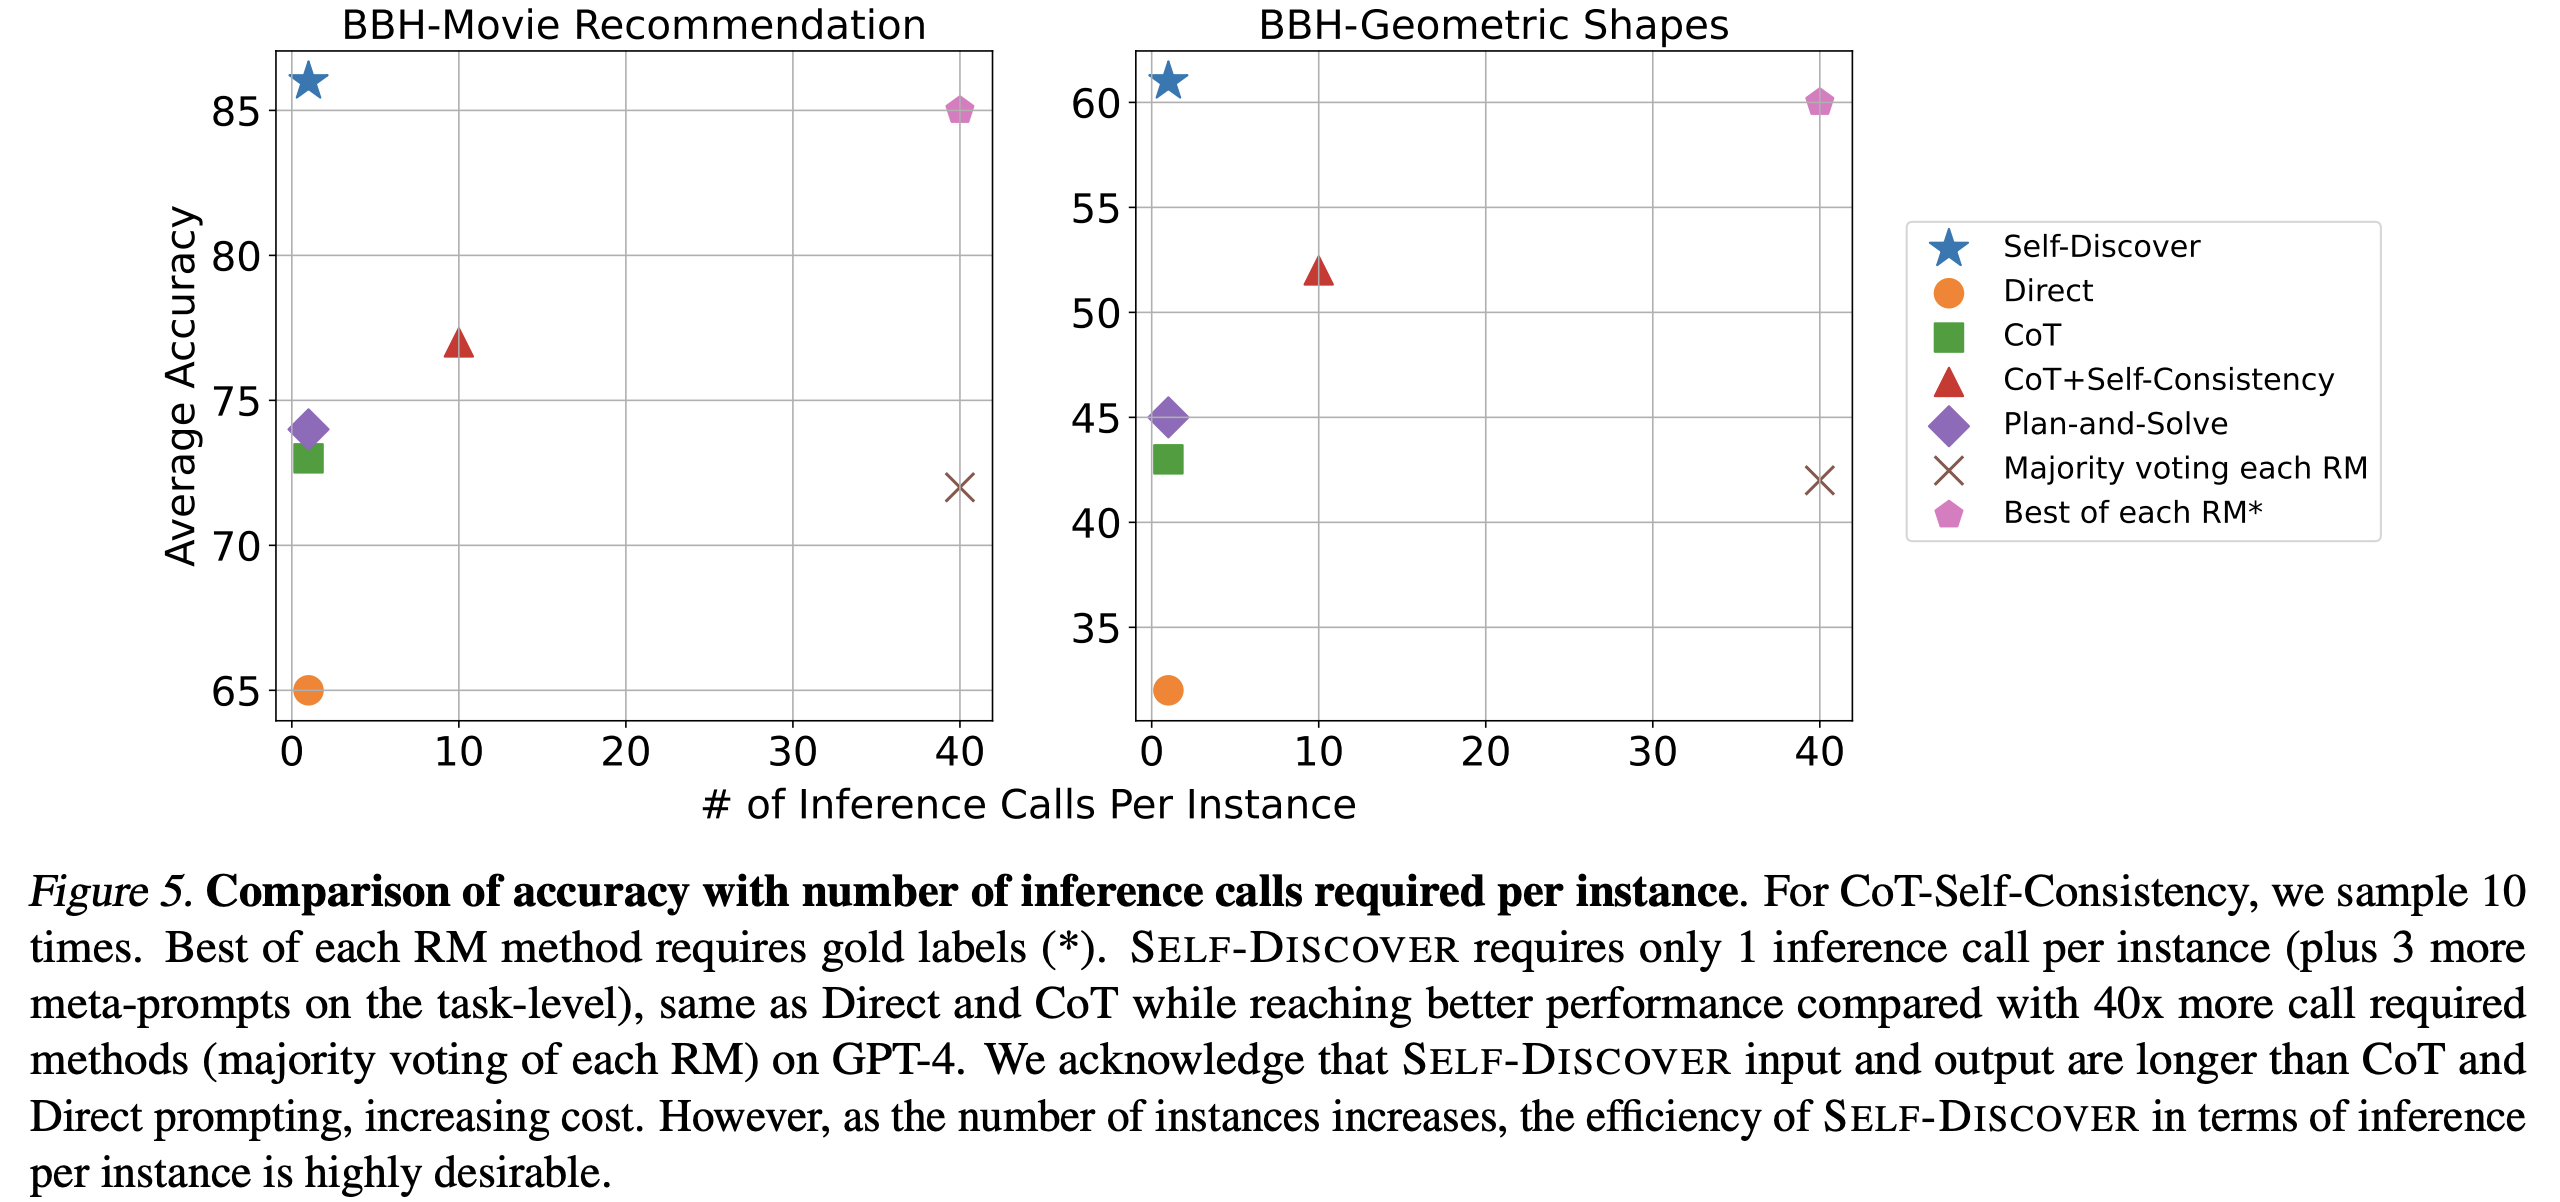 BBH-Movie Recommendation
BBH-Geometric Shapes
Average Accuracy
85
80
75
70
65
0 10 20 30 40
60
55
50
45
40
35
0 10 20 30 40
# of Inference Calls Per Instance
Self-Discover
Direct
CoT
CoT+Self-Consistency
Plan-and-Solve
Majority voting each RM
Best of each RM*
Figure 5. Comparison of accuracy with number of inference calls required per instance. For CoT-Self-Consistency, we sample 10
times. Best of each RM method requires gold labels (*). SELF-DISCOVER requires only 1 inference call per instance (plus 3 more
meta-prompts on the task-level), same as Direct and CoT while reaching better performance compared with 40x more call required
methods (majority voting of each RM) on GPT-4. We acknowledge that SELF-DISCOVER input and output are longer than CoT and
Direct prompting, increasing cost. However, as the number of instances increases, the efficiency of SELF-DISCOVER in terms of inference
per instance is highly desirable.